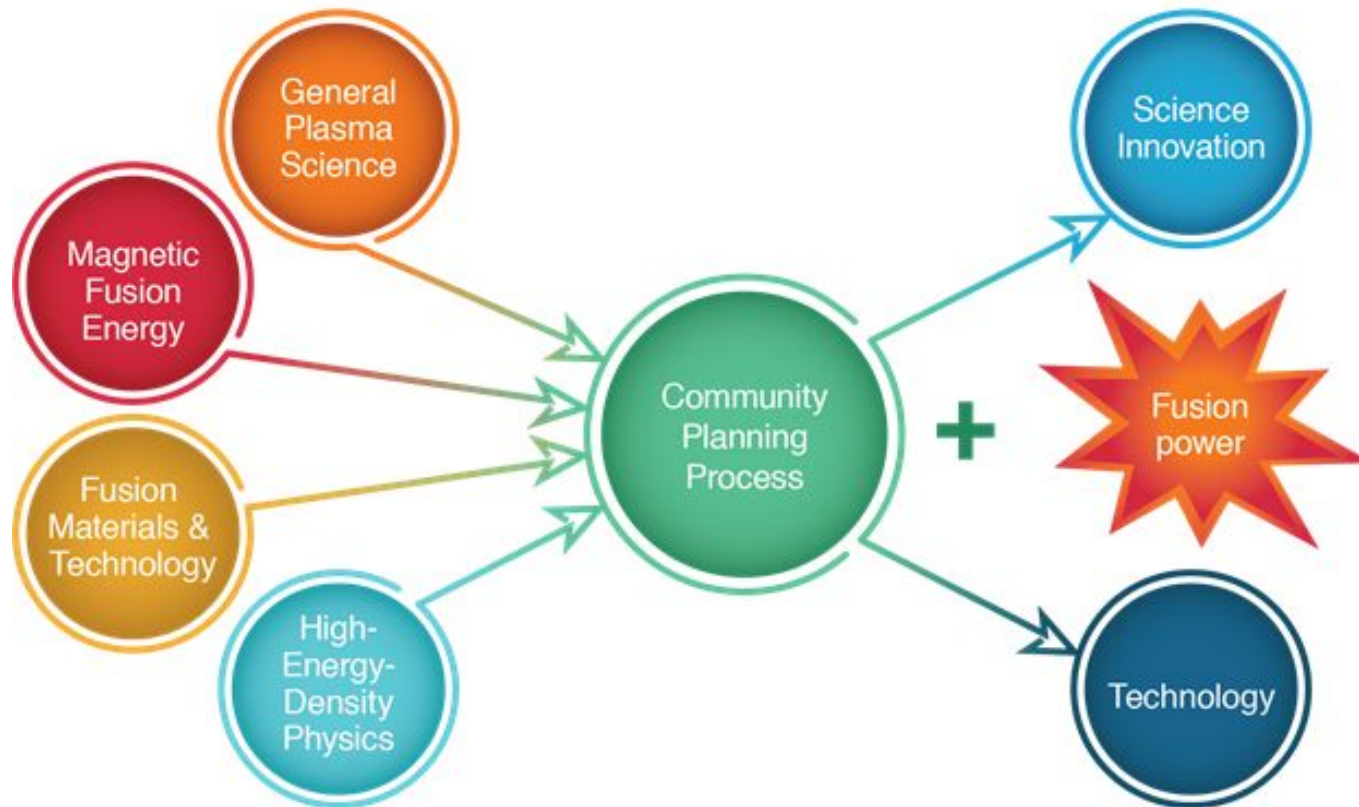 General
Plasma
Science
Magnetic
Fusion
Energy
Fusion
Materials &
Technology
High-
Energy-
Density
Physics
Community
Planning
Process
+
Science
Innovation
Fusion
power
Technology